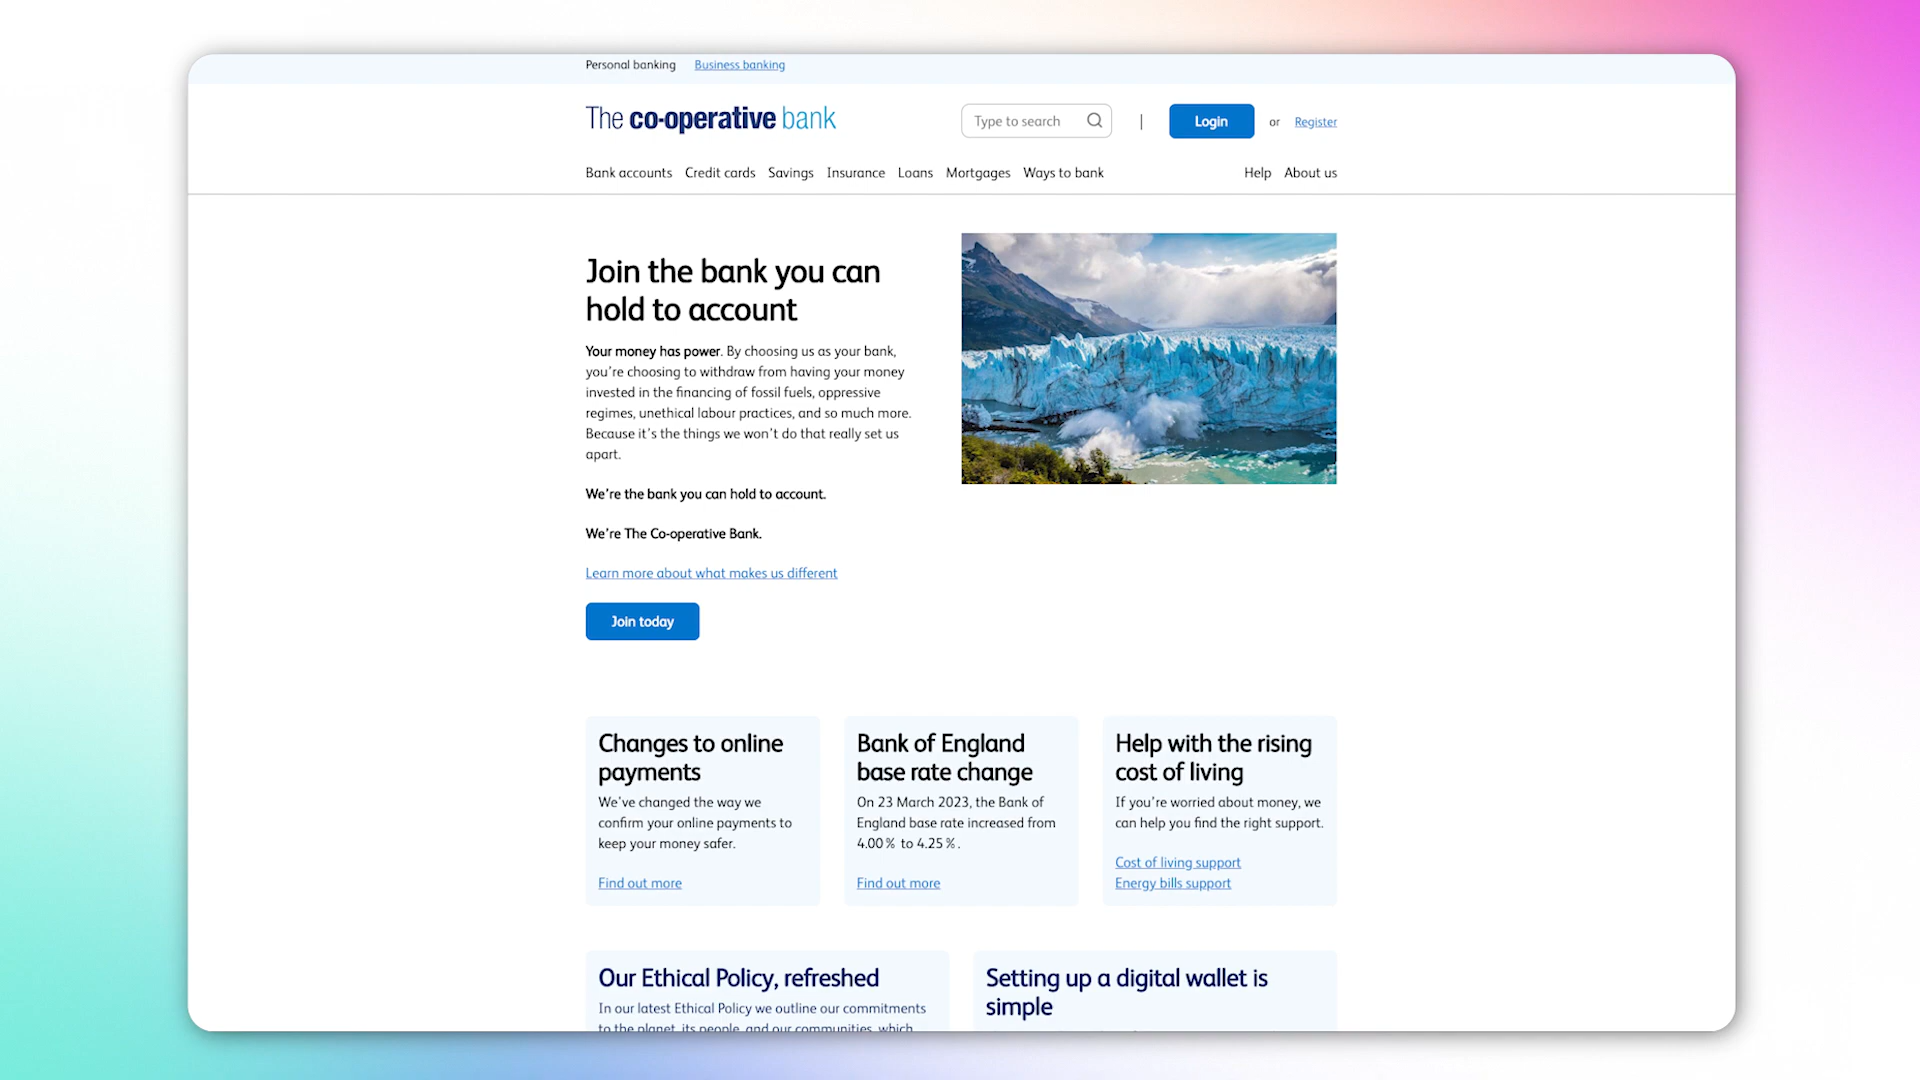 Personal banking Business banking
The co-operative bank
Type to search | Login or Register
Bank accounts Credit cards Savings Insurance Loans Mortgages Ways to bank Help About us
Join the bank you can
hold to account
Your money has power. By choosing us as your bank,
you're choosing to withdraw from having your money
invested in the financing of fossil fuels, oppressive
regimes, unethical labour practices, and so much more.
Because it's the things we won't do that really set us
apart.
We're the bank you can hold to account.
We're The Co-operative Bank.
Learn more about what makes us different
Join today
Changes to online
payments
We've changed the way we
confirm your online payments to
keep your money safer.
Find out more
Bank of England
base rate change
On 23 March 2023, the Bank of
England base rate increased from
4.00% to 4.25%.
Find out more
Help with the rising
cost of living
If you're worried about money, we
can help you find the right support.
Cost of living support
Energy bills support
Our Ethical Policy, refreshed
In our latest Ethical Policy we outline our commitments
to the planet, its people, and our communities, which
Setting up a digital wallet is
simple